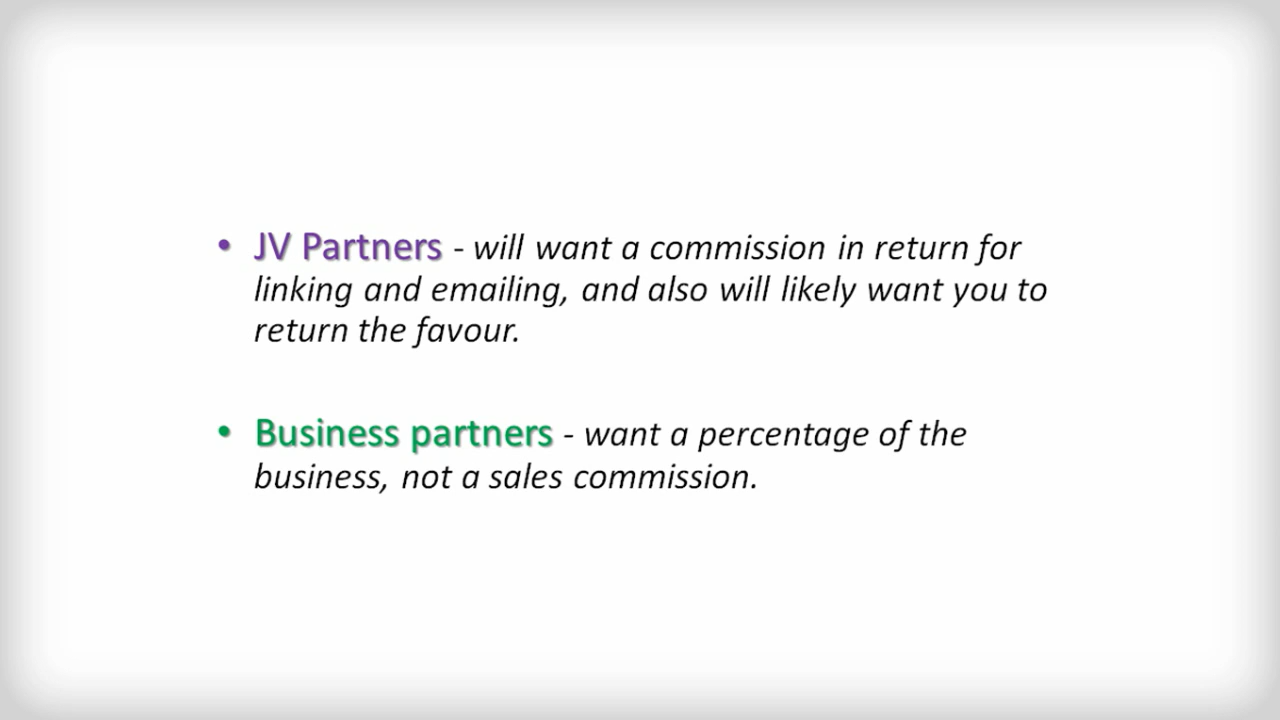 • JV Partners - will want a commission in return for
linking and emailing, and also will likely want you to
return the favour.
• Business partners - want a percentage of the
business, not a sales commission.